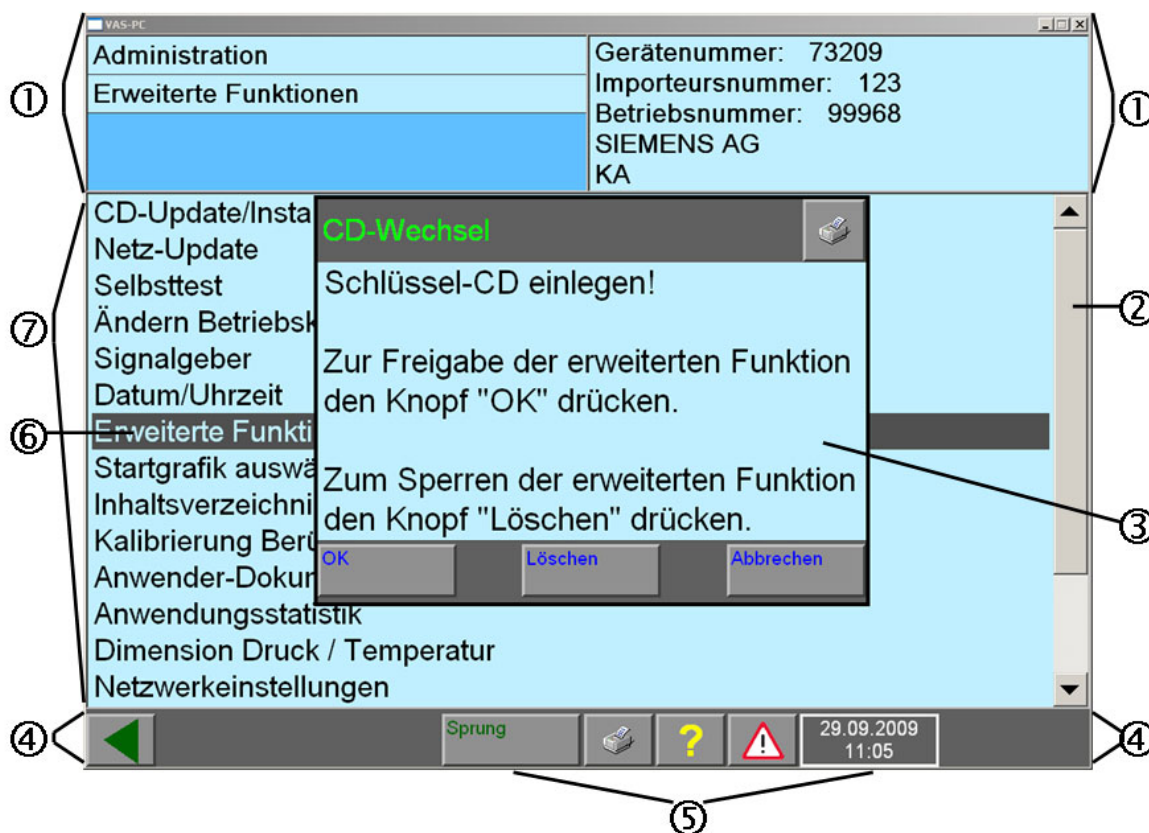 VAS-PC
Administration
Erweiterte Funktionen
Gerätenummer: 73209
Importeursnummer: 123
Betriebsnummer: 99968
SIEMENS AG
KA
①
①
CD-Update/Insta
Netz-Update
Selbsttest
Ändern Betriebsk
Signalgeber
Datum/Uhrzeit
Erweiterte Funkti
Startgrafik auswä
Inhaltsverzeichni
Kalibrierung Berü
Anwender-Dokum
Anwendungsstatistik
Dimension Druck / Temperatur
Netzwerkeinstellungen
CD-Wechsel
Schlüssel-CD einlegen!
Zur Freigabe der erweiterten Funktion
den Knopf "OK" drücken.
Zum Sperren der erweiterten Funktion
den Knopf "Löschen" drücken.
OK
Löschen
Abbrechen
②
③
⑦
⑥
④
Sprung
?
!
29.09.2009
11:05
④
⑤